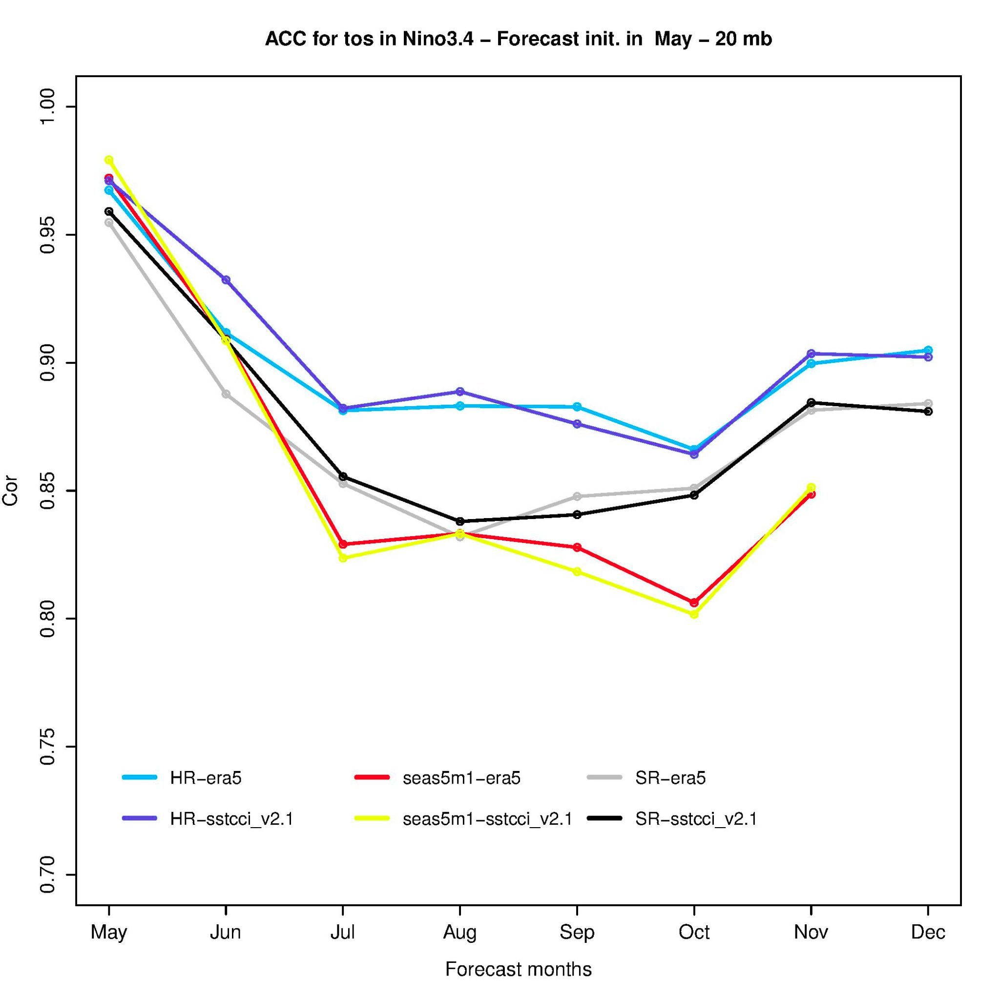 ACC for tos in Nino3.4 − Forecast init. in  May − 20 mb
Cor
1.00
0.95
0.90
0.85
0.80
0.75
0.70
HR−era5
seas5m1−era5
SR−era5
HR−sstcci_v2.1
seas5m1−sstcci_v2.1
SR−sstcci_v2.1
May Jun Jul Aug Sep Oct Nov Dec
Forecast months